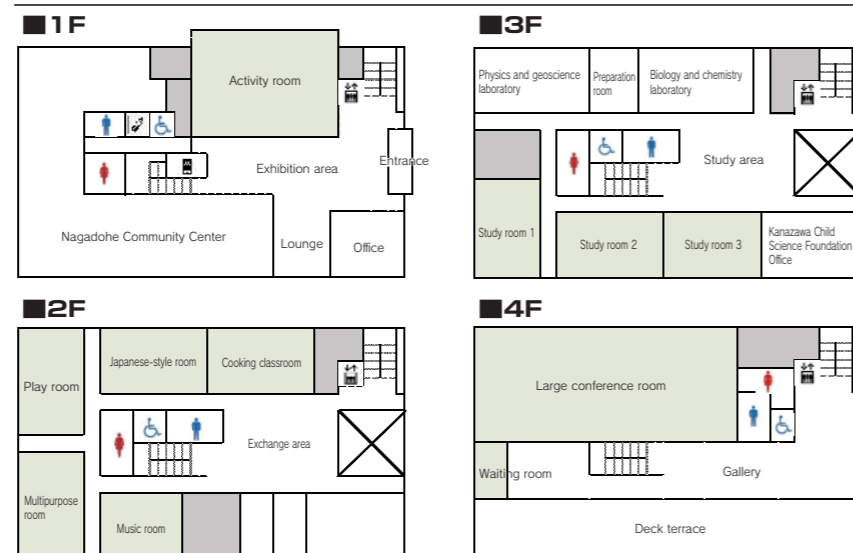 ■1F
Activity room
Exhibition area
Entrance
Nagadohe Community Center
Lounge
Office
■2F
Play room
Japanese-style room
Cooking classroom
Exchange area
Multipurpose
room
Music room
■3F
Physics and geoscience
laboratory
Preparation
room
Biology and chemistry
laboratory
Study area
Study room 1
Study room 2
Study room 3
Kanazawa Child
Science Foundation
Office
■4F
Large conference room
Waiting room
Gallery
Deck terrace